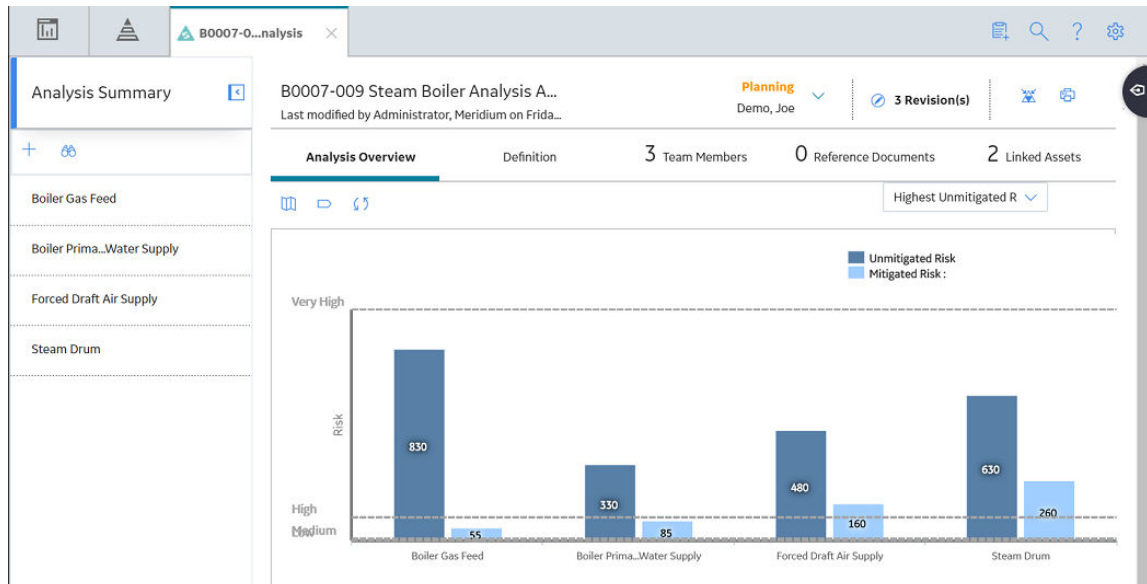 B0007-0...nalysis
Analysis Summary
B0007-009 Steam Boiler Analysis A...
Last modified by Administrator, Meridium on Frida...
Planning
Demo, Joe
3 Revision(s)
Analysis Overview
Definition
3 Team Members
0 Reference Documents
2 Linked Assets
Boiler Gas Feed
Boiler Prima...Water Supply
Forced Draft Air Supply
Steam Drum
Highest Unmitigated R
Unmitigated Risk
Mitigated Risk :
Very High
Risk
High
Medium
Low
830
55
330
85
480
160
630
260
Boiler Gas Feed
Boiler Prima...Water Supply
Forced Draft Air Supply
Steam Drum